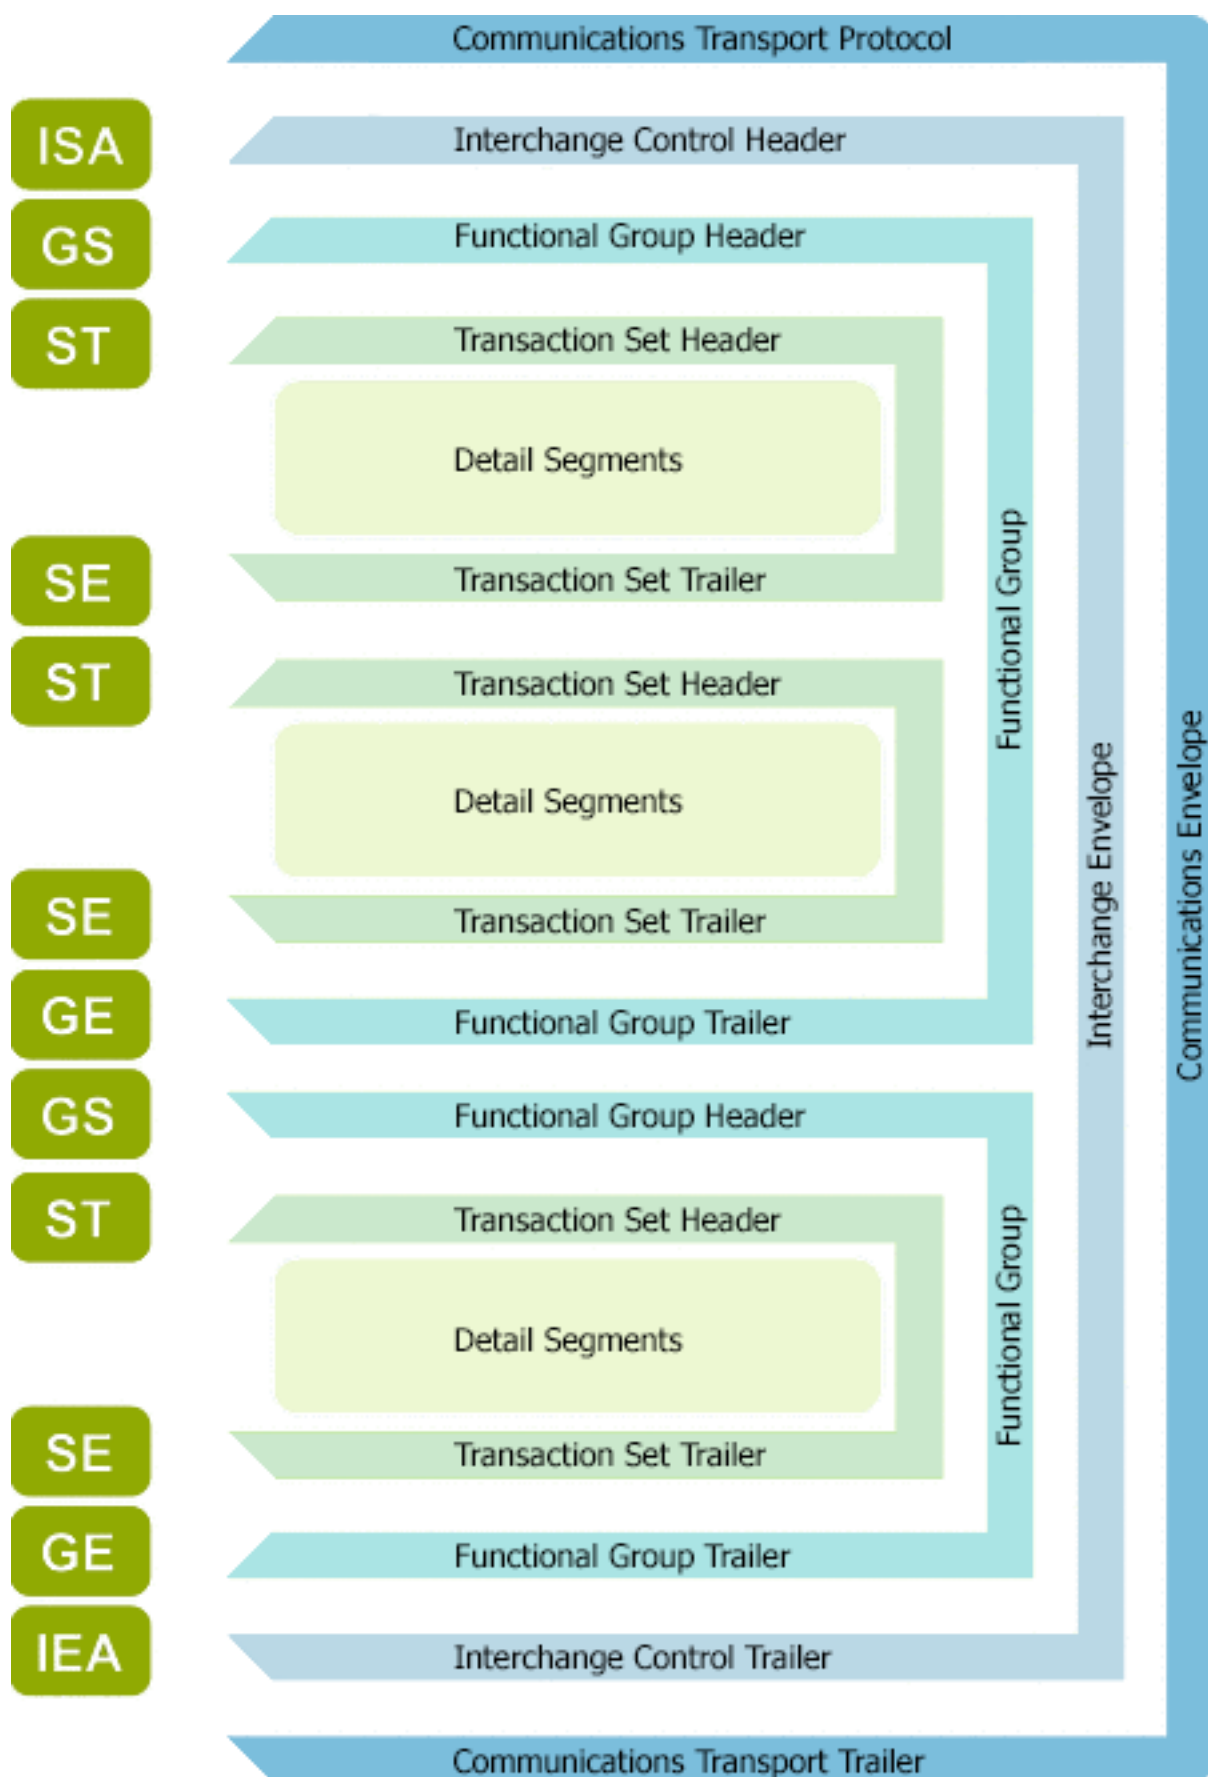 Communications Transport Protocol
ISA
Interchange Control Header
GS
Functional Group Header
ST
Transaction Set Header
Detail Segments
SE
Transaction Set Trailer
ST
Transaction Set Header
Detail Segments
SE
Transaction Set Trailer
GE
Functional Group Trailer
Functional Group
GS
Functional Group Header
ST
Transaction Set Header
Detail Segments
SE
Transaction Set Trailer
GE
Functional Group Trailer
Functional Group
IEA
Interchange Control Trailer
Interchange Envelope
Communications Transport Trailer
Communications Envelope